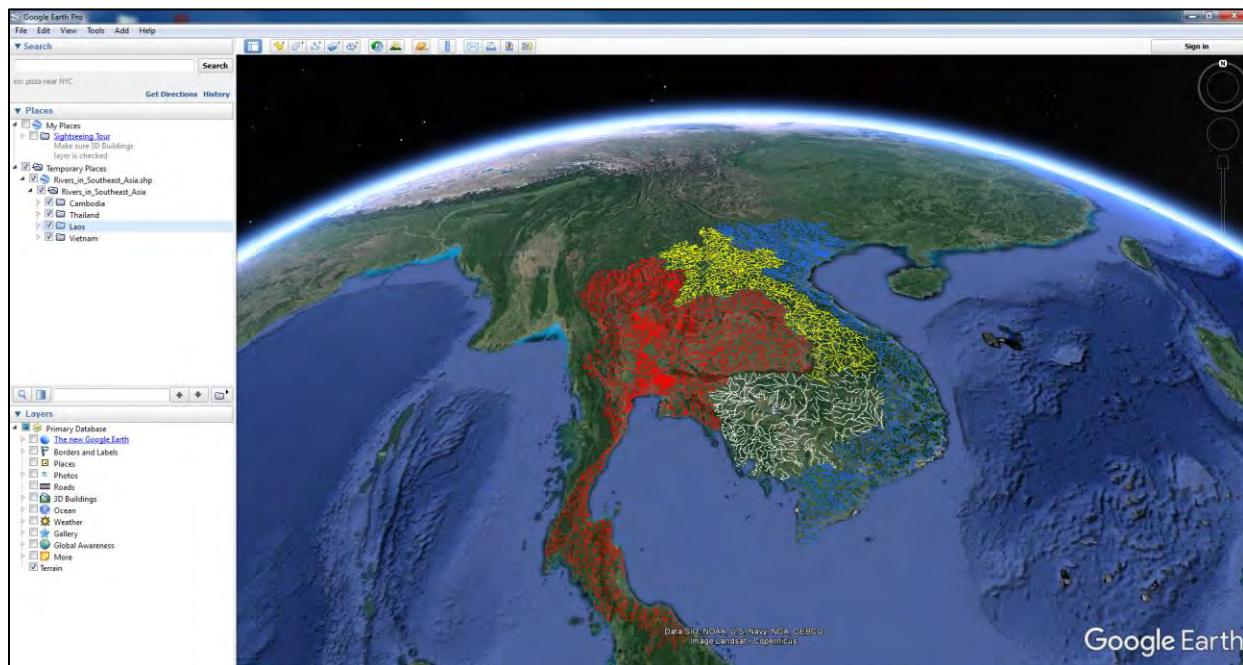 Google Earth Pro
File Edit View Tools Add Help
Search
Search
ex: pizza near NYC
Get Directions History
Places
My Places
Sightseeing Tour
Make sure 3D Buildings
layer is checked
Temporary Places
Rivers_in_Southeast_Asia.shp
Rivers_in_Southeast_Asia
Cambodia
Thailand
Laos
Vietnam
Layers
Primary Database
The new Google Earth
Borders and Labels
Places
Photos
Roads
3D Buildings
Ocean
Weather
Gallery
Global Awareness
More
Terrain
Sign in
N
Data SIO, NOAA, U.S. Navy, NGA, GEBCO
Image Landsat / Copernicus
Google Earth